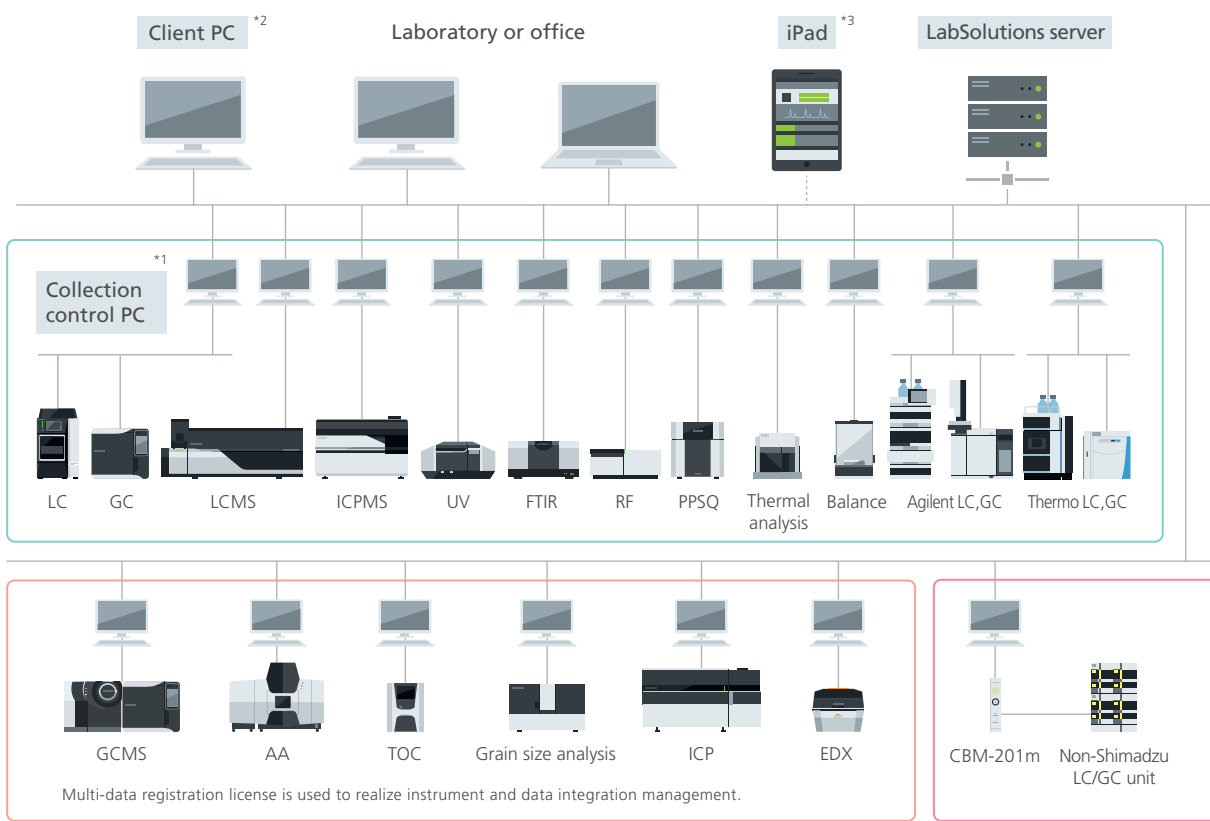 Client PC *2
Laboratory or office
iPad *3
LabSolutions server
*1
Collection
control PC
LC
GC
LCMS
ICPMS
UV
FTIR
RF
PPSQ
Thermal
analysis
Balance
Agilent LC,GC
Thermo LC,GC
GCMS
AA
TOC
Grain size analysis
ICP
EDX
CBM-201m
Non-Shimadzu
LC/GC unit
Multi-data registration license is used to realize instrument and data integration management.